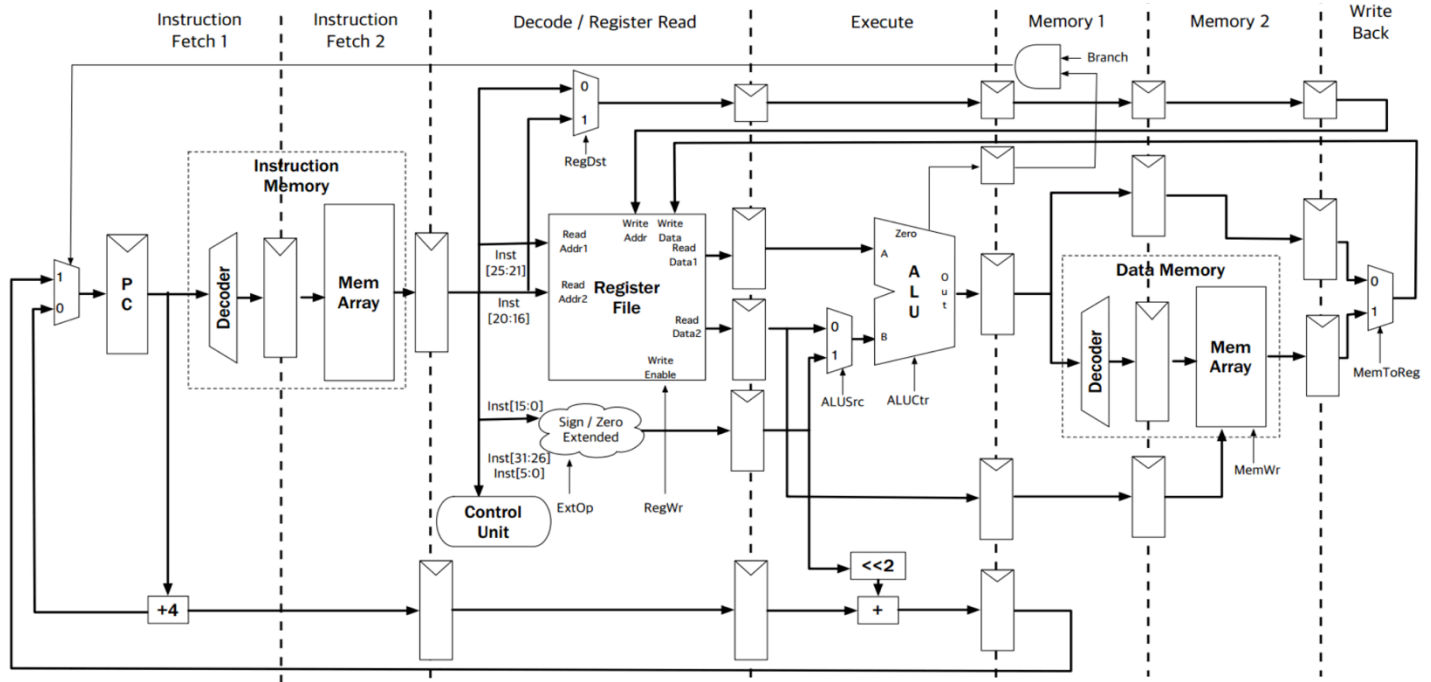 Instruction
Fetch 1
Instruction
Fetch 2
Decode / Register Read
Execute
Memory 1
Memory 2
Write
Back
Branch
0
1
RegDst
Instruction
Memory
P
C
Decoder
Mem
Array
1
0
Inst
[25:21]
Inst
[20:16]
Read
Addr1
Read
Addr2
Write
Addr
Write
Data
Read
Data1
Register
File
Read
Data2
Write
Enable
Zero
A
B
A
L
U
O
u
t
0
1
ALUSrc
ALUCtr
Data Memory
Decoder
Mem
Array
MemWr
0
1
MemToReg
Inst[15:0]
Sign / Zero
Extended
Inst[31:26]
Inst[5:0]
ExtOp
RegWr
Control
Unit
<<2
+4
+